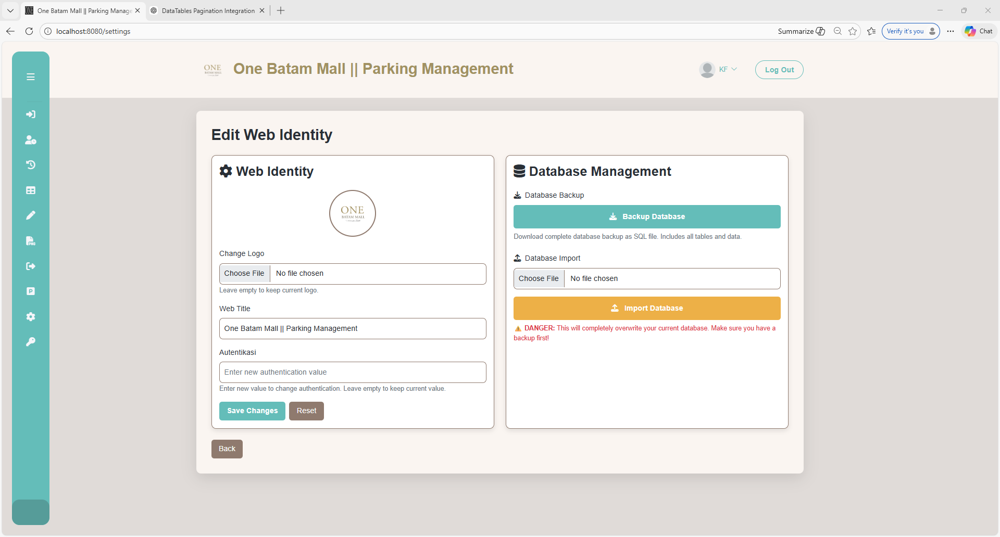 One Batam Mall || Parking Manage
DataTables Pagination Integration
localhost:8080/settings
Summarize
Verify it's you
Chat
ONE
BATAM MALL
One Batam Mall || Parking Management
KF
Log Out
Edit Web Identity
Web Identity
ONE
BATAM MALL
Change Logo
Choose File No file chosen
Leave empty to keep current logo.
Web Title
One Batam Mall || Parking Management
Autentikasi
Enter new authentication value
Enter new value to change authentication. Leave empty to keep current value.
Save Changes
Reset
Database Management
Database Backup
Backup Database
Download complete database backup as SQL file. Includes all tables and data.
Database Import
Choose File No file chosen
Import Database
DANGER: This will completely overwrite your current database. Make sure you have a
backup first!
Back
PNG
P